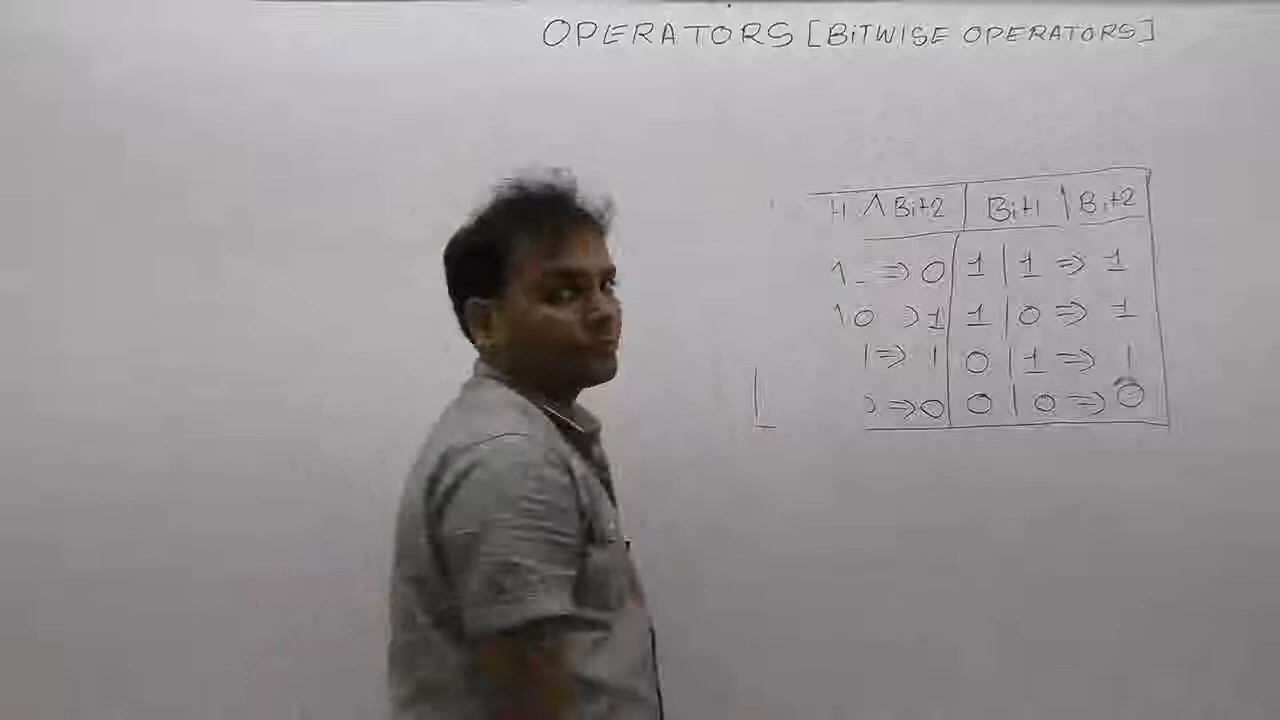 OPERATORS [BITWISE OPERATORS]
^ Bit2 | Bit1 | Bit2
=> 0 | 1 | 1 => 1
0 1 | 1 | 0 => 1
1 => 1 | 0 | 1 => 1
=> 0 | 0 | 0 => 0